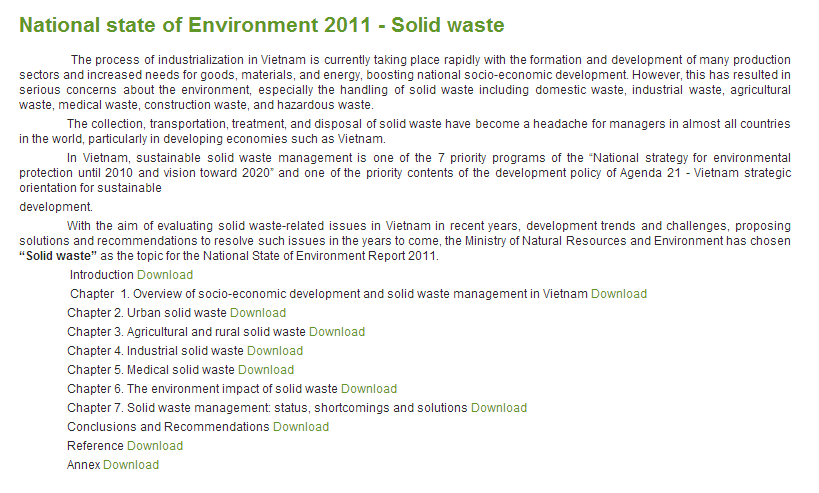 National state of Environment 2011 - Solid waste
The process of industrialization in Vietnam is currently taking place rapidly with the formation and development of many production
sectors and increased needs for goods, materials, and energy, boosting national socio-economic development. However, this has resulted in
serious concerns about the environment, especially the handling of solid waste including domestic waste, industrial waste, agricultural
waste, medical waste, construction waste, and hazardous waste.
The collection, transportation, treatment, and disposal of solid waste have become a headache for managers in almost all countries
in the world, particularly in developing economies such as Vietnam.
In Vietnam, sustainable solid waste management is one of the 7 priority programs of the “National strategy for environmental
protection until 2010 and vision toward 2020” and one of the priority contents of the development policy of Agenda 21 - Vietnam strategic
orientation for sustainable
development.
With the aim of evaluating solid waste-related issues in Vietnam in recent years, development trends and challenges, proposing
solutions and recommendations to resolve such issues in the years to come, the Ministry of Natural Resources and Environment has chosen
“Solid waste” as the topic for the National State of Environment Report 2011.
Introduction Download
Chapter 1. Overview of socio-economic development and solid waste management in Vietnam Download
Chapter 2. Urban solid waste Download
Chapter 3. Agricultural and rural solid waste Download
Chapter 4. Industrial solid waste Download
Chapter 5. Medical solid waste Download
Chapter 6. The environment impact of solid waste Download
Chapter 7. Solid waste management: status, shortcomings and solutions Download
Conclusions and Recommendations Download
Reference Download
Annex Download